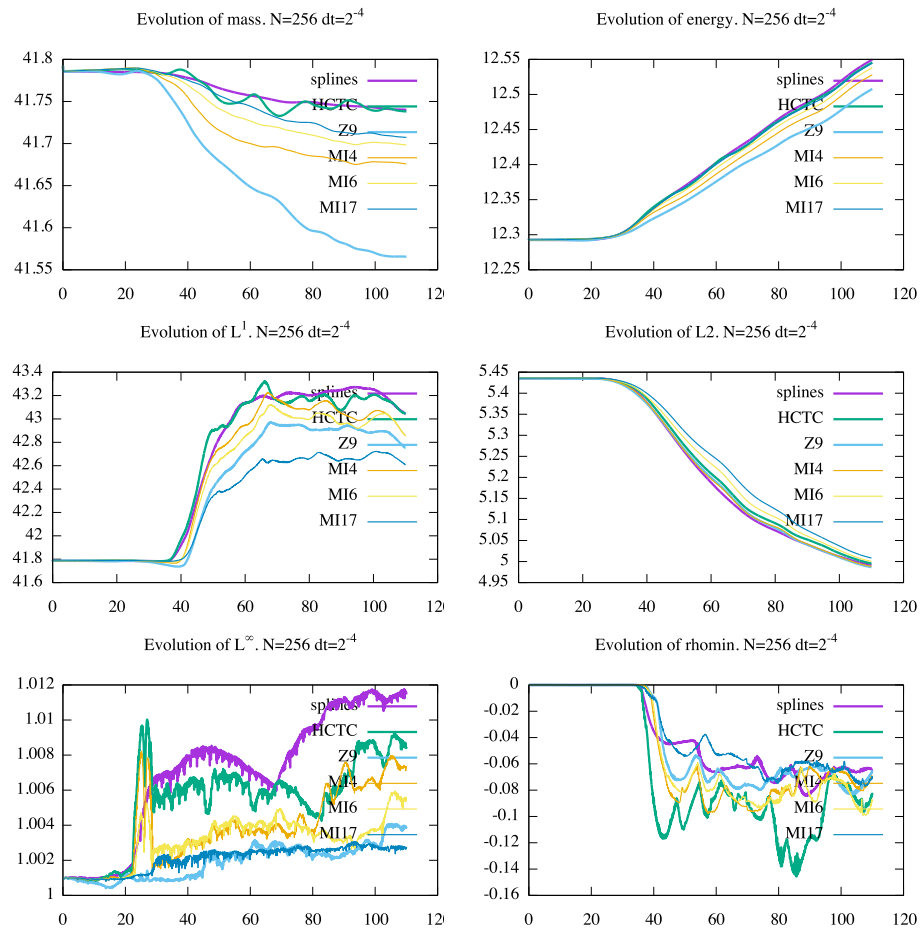 Evolution of mass. N=256 dt=2^-4
41.8
41.75
41.7
41.65
41.6
41.55
splines
HCTC
Z9
MI4
MI6
MI17
0 20 40 60 80 100
Evolution of energy. N=256 dt=2^-4
12.55
12.5
12.45
12.4
12.35
12.3
12.25
splines
HCTC
Z9
MI4
MI6
MI17
0 20 40 60 80 100 120
Evolution of L^1. N=256 dt=2^-4
43.4
43.2
43
42.8
42.6
42.4
42.2
42
41.8
41.6
splines
HCTC
Z9
MI4
MI6
MI17
0 20 40 60 80 100
Evolution of L2. N=256 dt=2^-4
5.45
5.4
5.35
5.3
5.25
5.2
5.15
5.1
5.05
5
4.95
splines
HCTC
Z9
MI4
MI6
MI17
0 20 40 60 80 100 120
Evolution of L^∞. N=256 dt=2^-4
1.012
1.01
1.008
1.006
1.004
1.002
1
splines
HCTC
Z9
MI4
MI6
MI17
0 20 40 60 80 100
Evolution of rhomin. N=256 dt=2^-4
0
-0.02
-0.04
-0.06
-0.08
-0.1
-0.12
-0.14
-0.16
splines
HCTC
Z9
MI4
MI6
MI17
0 20 40 60 80 100 120